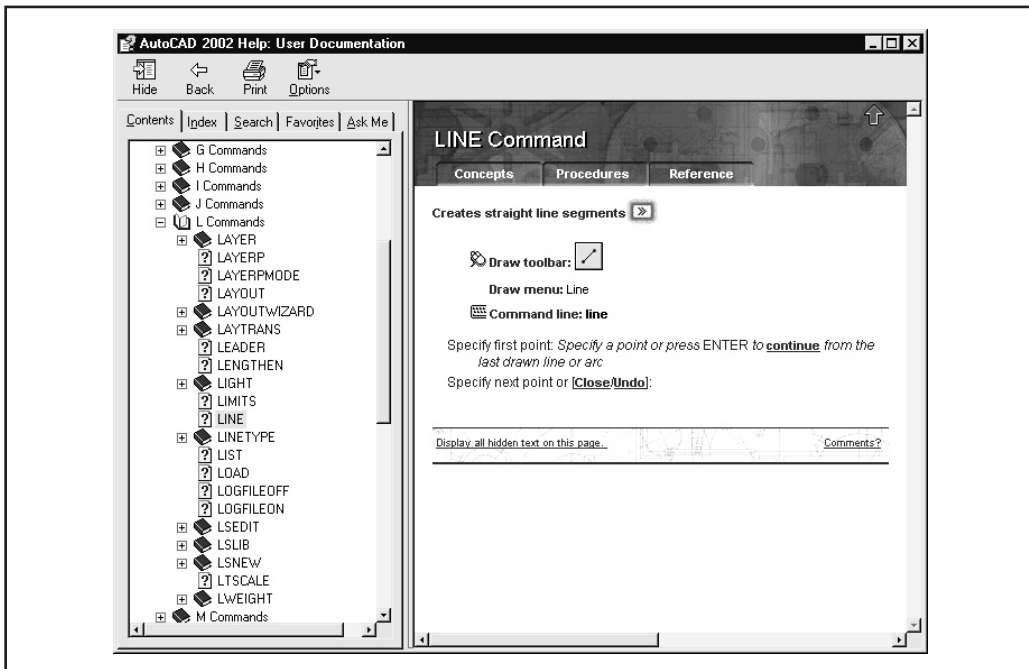 AutoCAD 2002 Help: User Documentation
Hide Back Print Options
Contents Index Search Favorites Ask Me
G Commands
H Commands
I Commands
J Commands
L Commands
LAYER
LAYERP
LAYERPMODE
LAYOUT
LAYOUTWIZARD
LAYTRANS
LEADER
LENGTHEN
LIGHT
LIMITS
LINE
LINETYPE
LIST
LOAD
LOGFILEOFF
LOGFILEON
LSEDIT
LSLIB
LSNEW
LTSCALE
LWEIGHT
M Commands
LINE Command
Concepts Procedures Reference
Creates straight line segments
Draw toolbar:
Draw menu: Line
Command line: line
Specify first point: Specify a point or press ENTER to continue from the
last drawn line or arc
Specify next point or [Close/Undo]:
Display all hidden text on this page. Comments?